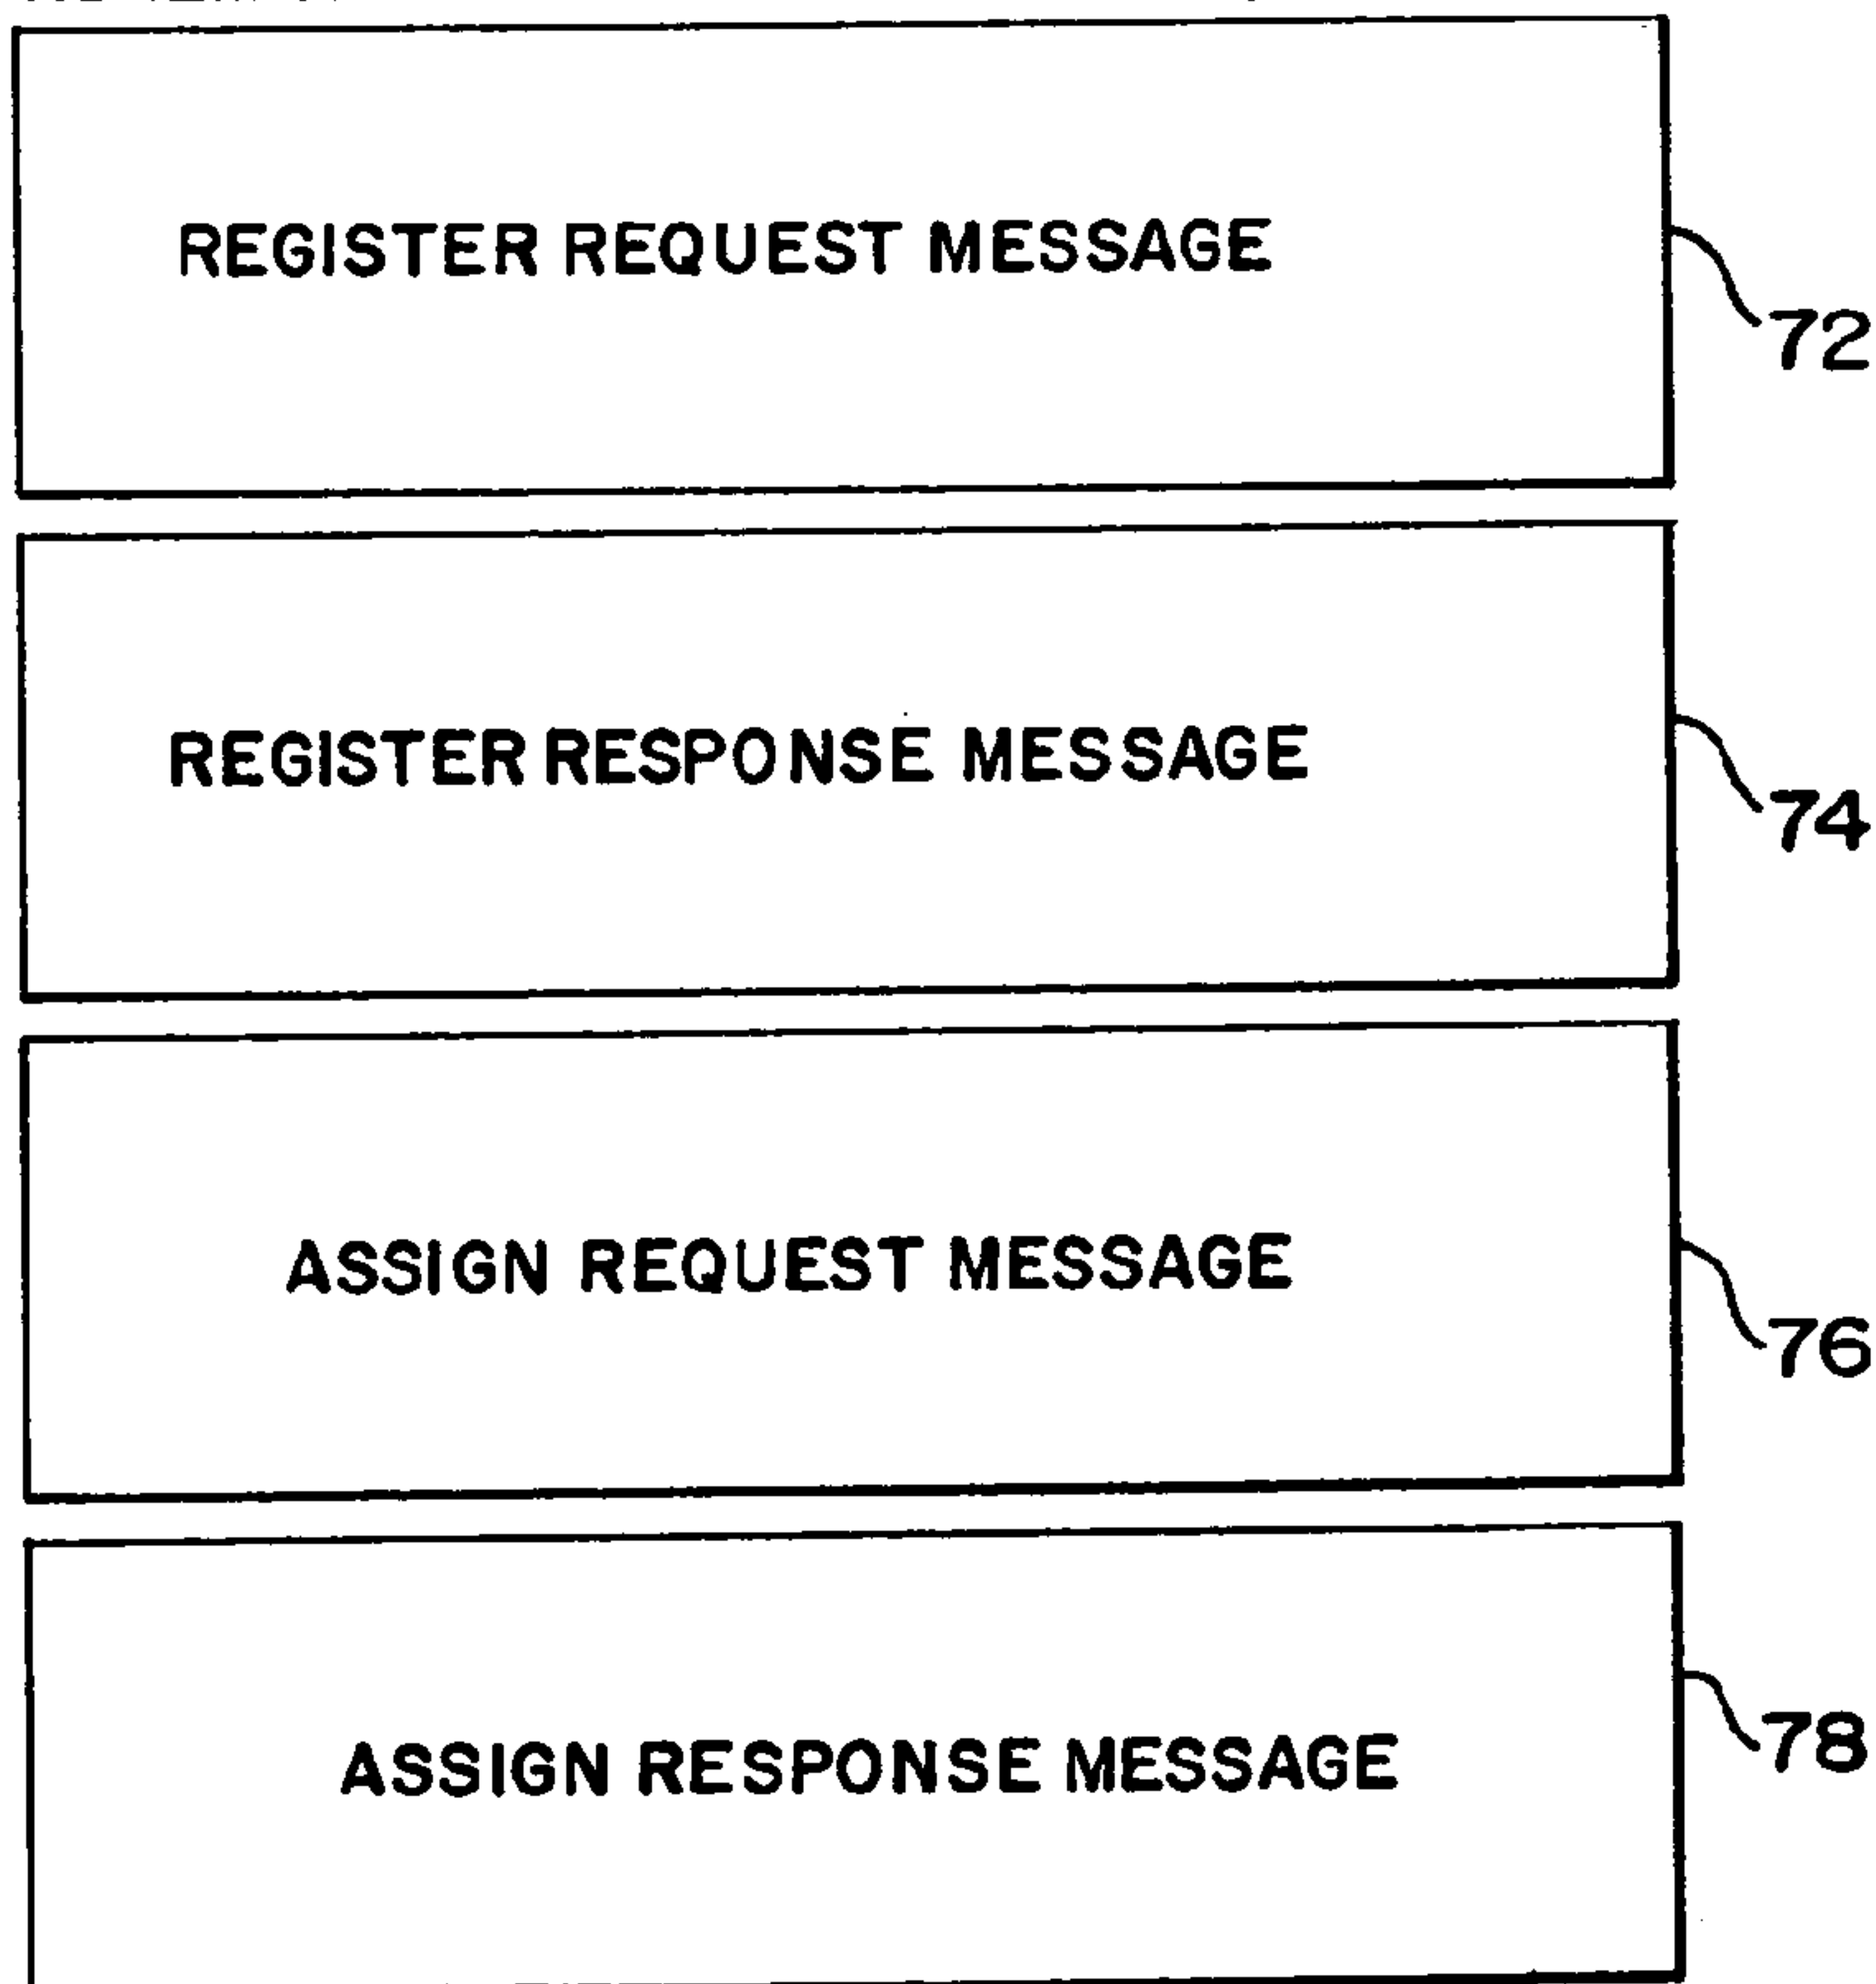 REGISTER REQUEST MESSAGE
72
REGISTER RESPONSE MESSAGE
74
ASSIGN REQUEST MESSAGE
76
ASSIGN RESPONSE MESSAGE
78